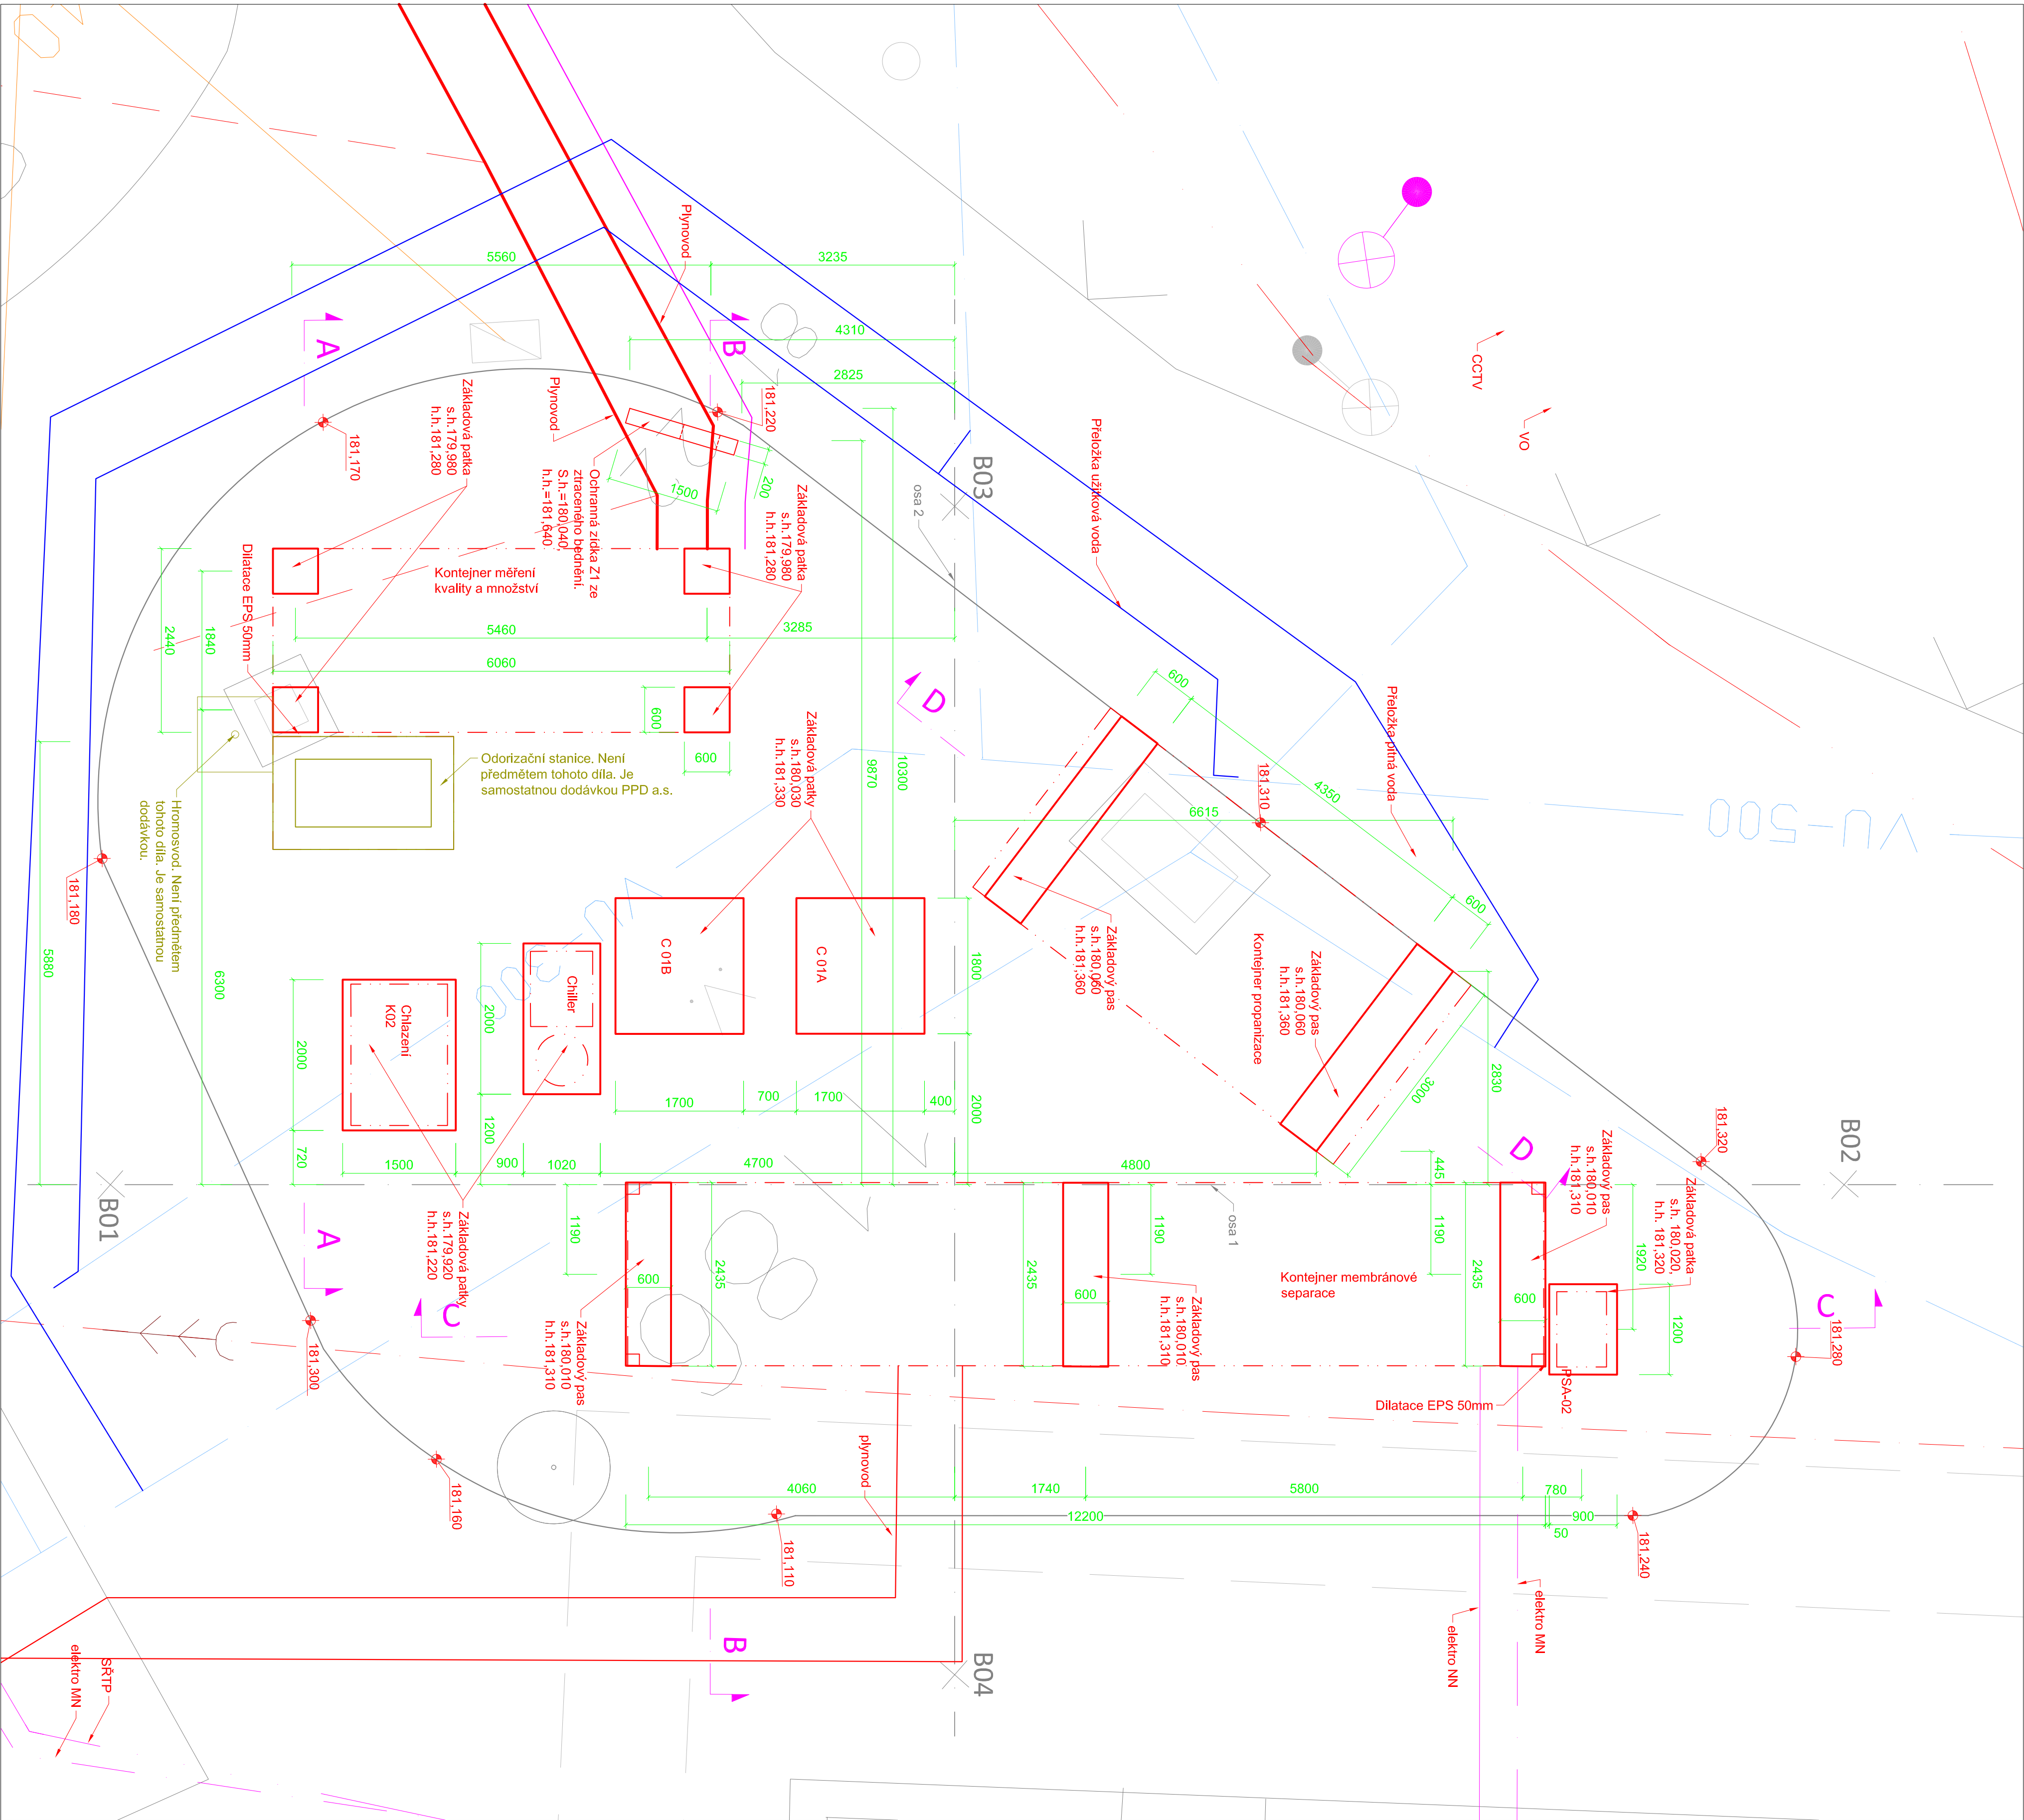 CCTV
VO
Plynovod
5560
3235
4310
2825
A
B
181,220
181,170
Základová patka
s.h.179,980
h.h.181,280
Plynovod
Ochranná zídka Z1 ze
ztraceného bednění.
S.h.=180,040,
h.h.=181,640
200
1500
Základová patka
s.h.179,980
h.h.181,280
B03
osa 2
Přeložka užitková voda
Přeložka pitná voda
Dilatace EPS 50mm
Kontejner měření
kvality a množství
5460
3285
6060
2440
1840
600
600
D
600
4350
600
181,310
6615
VU-500
Odorizační stanice. Není
předmětem tohoto díla. Je
samostatnou dodávkou PPD a.s.
Hromosvod. Není předmětem
tohoto díla. Je samostatnou
dodávkou.
Základové patky
s.h.180,030
h.h.181,330
9870
10300
181,180
5880
6300
C 01B
C 01A
1800
2000
Základový pas
s.h.180,060
h.h.181,360
Základový pas
s.h.180,060
h.h.181,360
Kontejner propanizace
3000
2830
Chiller
Chlazení
K02
2000
2000
1200
720
1700
700
1700
400
1500
900
1020
4700
4800
445
D
181,320
B02
B01
A
C
Základové patky
s.h.179,920
h.h.181,220
1190
2435
600
Základový pas
s.h.180,010
h.h.181,310
2435
1190
600
Základový pas
s.h.180,010
h.h.181,310
osa 1
Kontejner membránové
separace
1190
2435
600
Základový pas
s.h.180,010
h.h.181,310
Základová patka
s.h. 180,020,
h.h. 181,320
1920
1200
C
181,280
PSA-02
Dilatace EPS 50mm
181,300
181,160
181,110
plynovod
4060
1740
5800
780
12200
50
900
181,240
elektro MN
elektro NN
B
B04
SŘTP
elektro MN